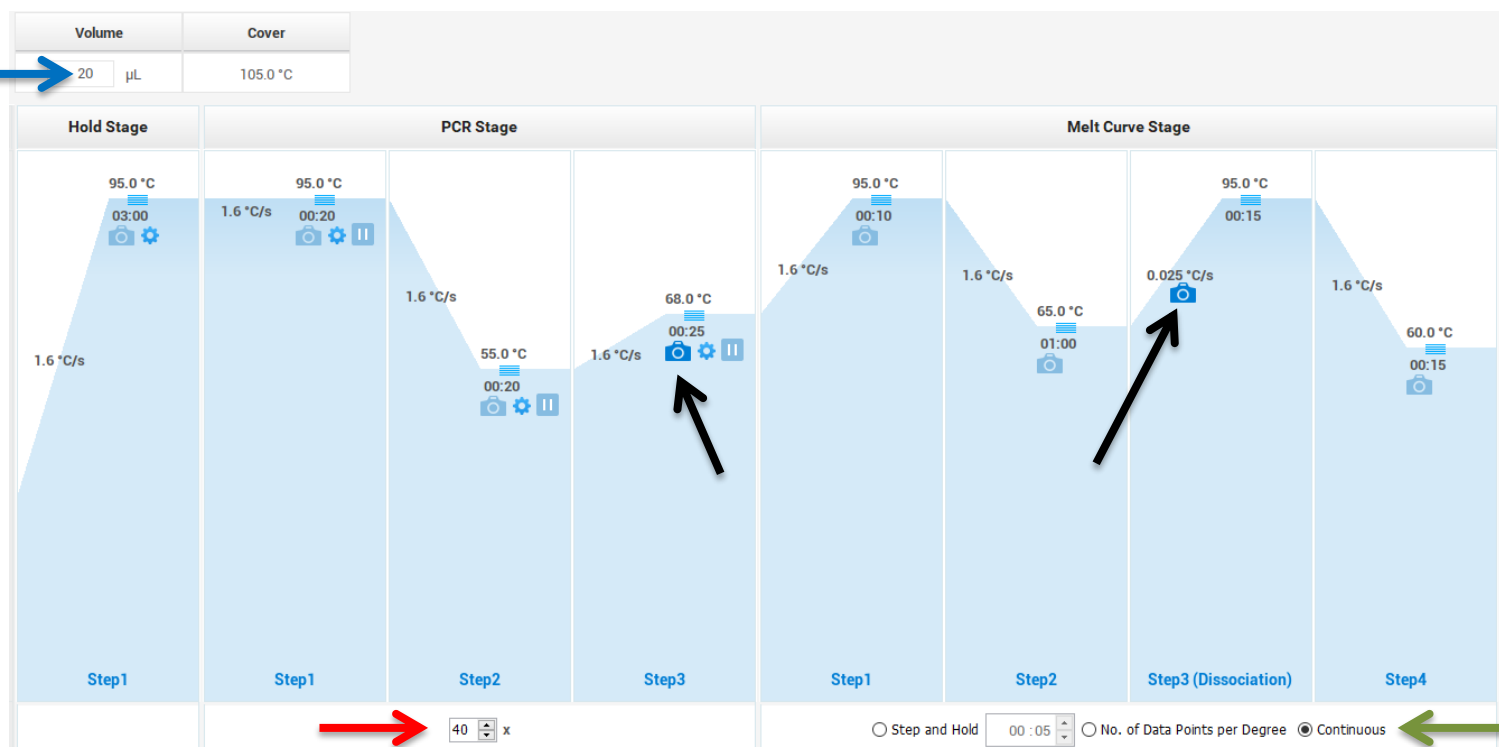 Volume Cover
20 µL 105.0 °C
Hold Stage PCR Stage Melt Curve Stage
95.0 °C 95.0 °C 95.0 °C 95.0 °C
03:00 1.6 °C/s 00:20 00:10 00:15
1.6 °C/s 1.6 °C/s 0.025 °C/s 1.6 °C/s
1.6 °C/s 68.0 °C 65.0 °C
00:25 01:00 60.0 °C
1.6 °C/s 55.0 °C 1.6 °C/s 00:15
00:20
Step1 Step1 Step2 Step3 Step1 Step2 Step3 (Dissociation) Step4
40 x Step and Hold 00 : 05 No. of Data Points per Degree Continuous